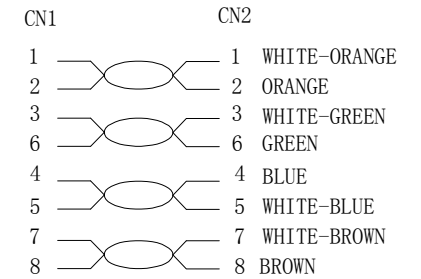 CN1 CN2
1 1 WHITE-ORANGE
2 2 ORANGE
3 3 WHITE-GREEN
6 6 GREEN
4 4 BLUE
5 5 WHITE-BLUE
7 7 WHITE-BROWN
8 8 BROWN